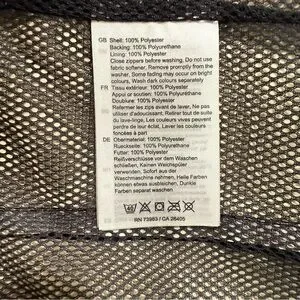 GB Shell: 100% Polyester
Backing: 100% Polyurethane
Lining: 100% Polyester
Close zippers before washing. Do not use
fabric softener. Remove promptly from the
washer. Some fading may occur on bright
colours. Wash dark colours separately
FR Tissu extérieur: 100% Polyester
Appui ou soutien: 100% Polyuréthane
Doublure: 100% Polyester
Refermer les zips avant de laver. Ne pas
utiliser d'adoucissant. Retirer tout de suite
du lave-linge. Les couleurs vives peuvent
perdre de leur éclat. Laver les couleurs
foncées à part
DE Obermaterial: 100% Polyester
Rueckseite: 100% Polyurethan
Futter: 100% Polyester
Reißverschlüsse vor dem Waschen
schließen, Keinen Weichspüler
verwenden. Sofort aus der
Waschmaschine nehmen, Helle Farben
können etwas ausbleichen. Dunkle
Farben separat waschen
RN 73983 / CA 26405